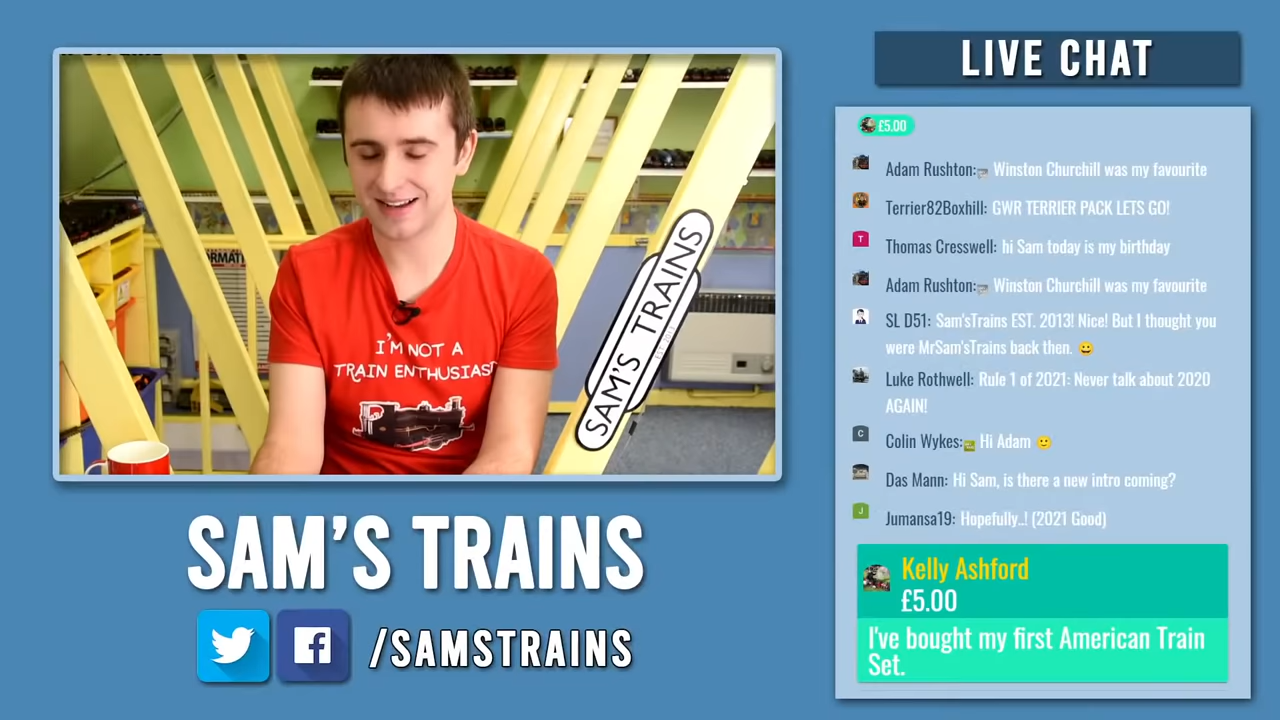 LIVE CHAT
£5.00
Adam Rushton: Winston Churchill was my favourite
Terrier82Boxhill: GWR TERRIER PACK LETS GO!
Thomas Cresswell: hi Sam today is my birthday
Adam Rushton: Winston Churchill was my favourite
SL D51: Sam'sTrains EST. 2013! Nice! But I thought you
were MrSam'sTrains back then. 😀
Luke Rothwell: Rule 1 of 2021: Never talk about 2020
AGAIN!
Colin Wykes: Hi Adam 🙂
Das Mann: Hi Sam, is there a new intro coming?
Jumansa19: Hopefully..! (2021 Good)
Kelly Ashford
£5.00
I've bought my first American Train
Set.
I'M NOT A
TRAIN ENTHUSIAST
SAM'S TRAINS
EST. 2013
SAM'S TRAINS
/SAMSTRAINS